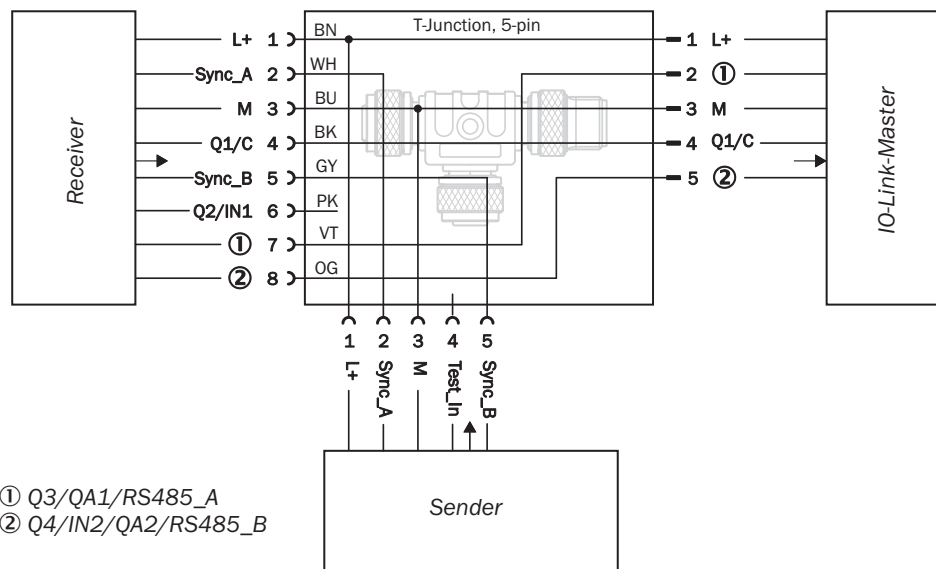 T-Junction, 5-pin
Receiver
L+ 1 BN
Sync_A 2 WH
M 3 BU
Q1/C 4 BK
Sync_B 5 GY
Q2/IN1 6 PK
① 7 VT
② 8 OG
1 L+
2 ①
3 M
4 Q1/C
5 ②
IO-Link-Master
1 2 3 4 5
L+ Sync_A M Test_In Sync_B
Sender
① Q3/QA1/RS485_A
② Q4/IN2/QA2/RS485_B